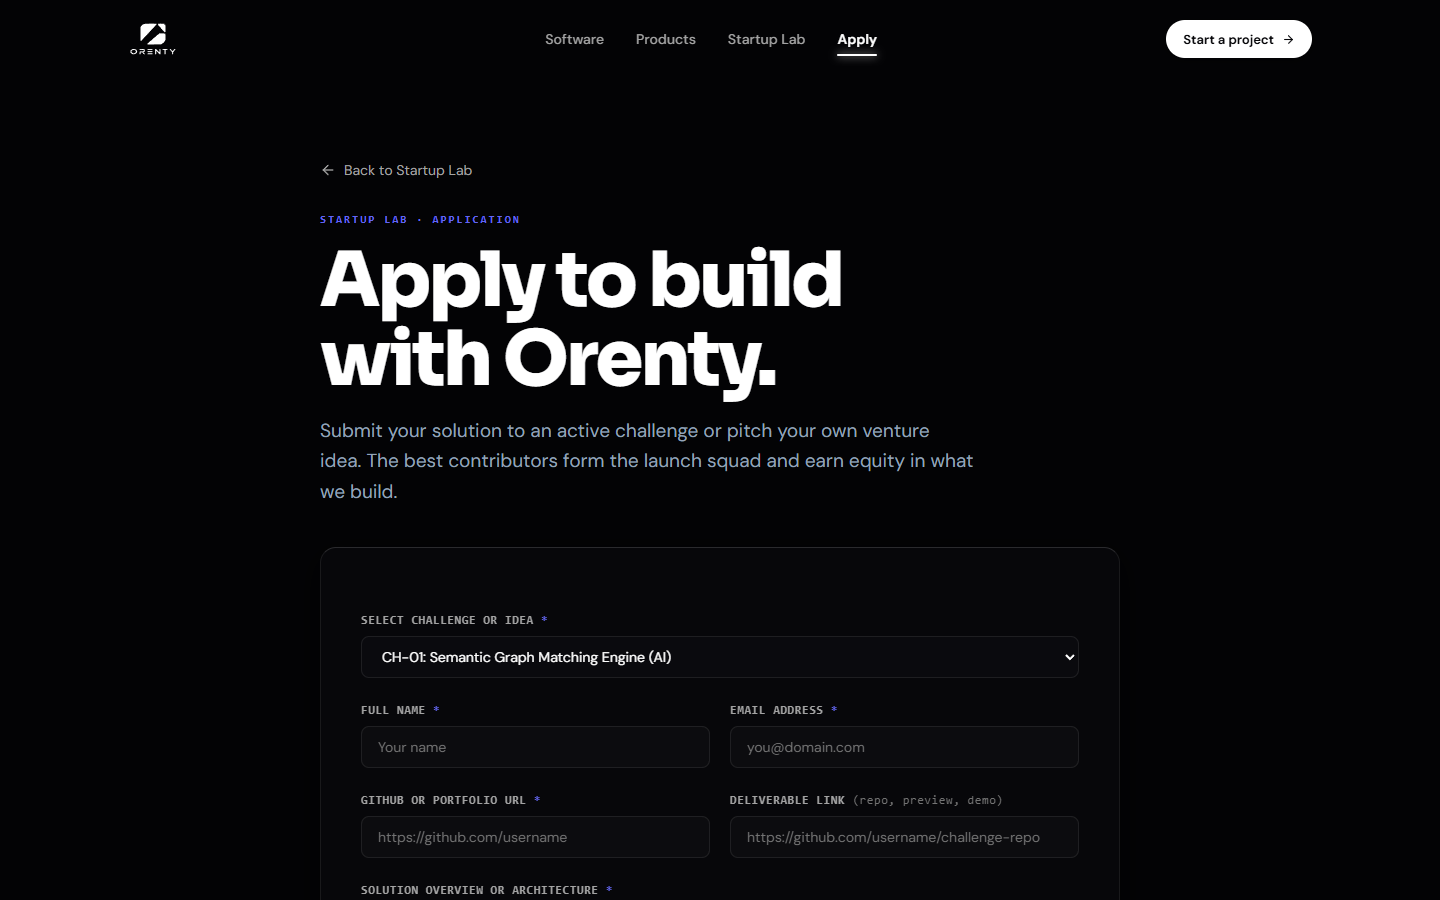 ORENTY
Software
Products
Startup Lab
Apply
Start a project →
← Back to Startup Lab
STARTUP LAB · APPLICATION
Apply to build
with Orenty.
Submit your solution to an active challenge or pitch your own venture
idea. The best contributors form the launch squad and earn equity in what
we build.
SELECT CHALLENGE OR IDEA *
CH-01: Semantic Graph Matching Engine (AI)
FULL NAME *
EMAIL ADDRESS *
Your name
you@domain.com
GITHUB OR PORTFOLIO URL *
DELIVERABLE LINK (repo, preview, demo)
https://github.com/username
https://github.com/username/challenge-repo
SOLUTION OVERVIEW OR ARCHITECTURE *